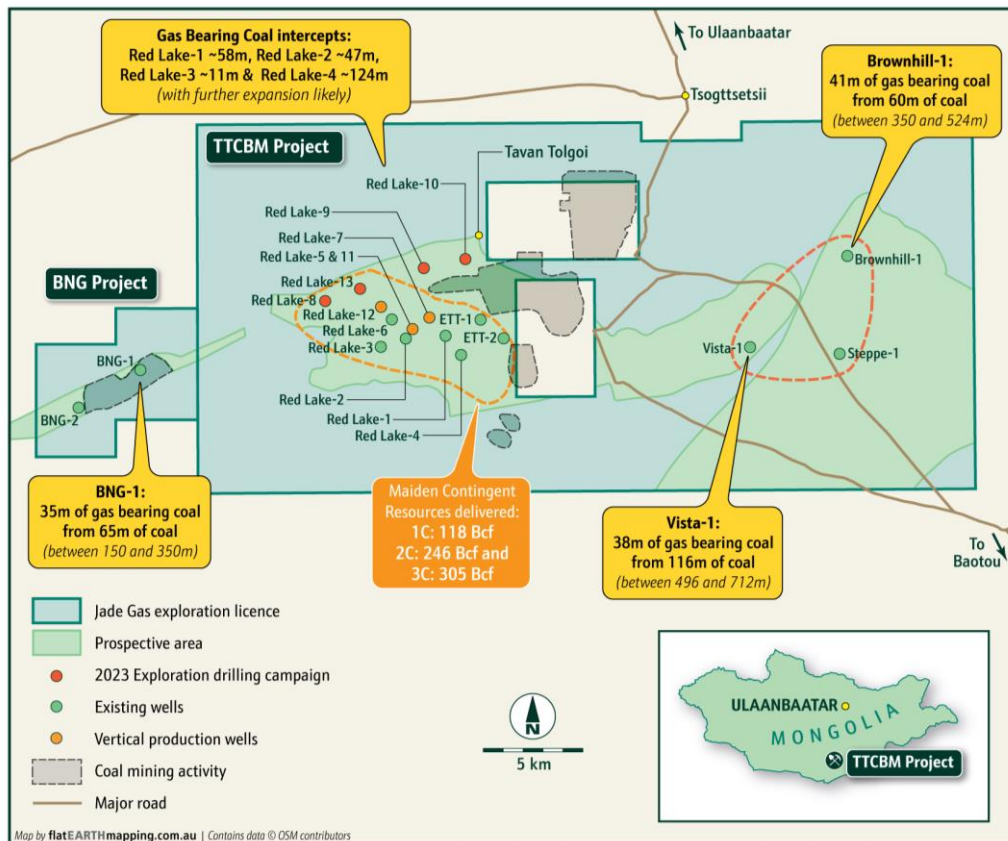 Gas Bearing Coal intercepts:
Red Lake-1 ~58m, Red Lake-2 ~47m,
Red Lake-3 ~11m & Red Lake-4 ~124m
(with further expansion likely)
To Ulaanbaatar
Tsogttsetsii
Brownhill-1:
41m of gas bearing coal
from 60m of coal
(between 350 and 524m)
TTCBM Project
Tavan Tolgoi
Red Lake-10
Red Lake-9
Red Lake-7
Red Lake-5 & 11
Red Lake-13
Red Lake-8
Red Lake-12
Red Lake-6
Red Lake-3
ETT-1
ETT-2
Red Lake-2
Red Lake-1
Red Lake-4
Brownhill-1
Vista-1
Steppe-1
BNG Project
BNG-1
BNG-2
BNG-1:
35m of gas bearing coal
from 65m of coal
(between 150 and 350m)
Maiden Contingent
Resources delivered:
1C: 118 Bcf
2C: 246 Bcf and
3C: 305 Bcf
Vista-1:
38m of gas bearing coal
from 116m of coal
(between 496 and 712m)
To
Baotou
Jade Gas exploration licence
Prospective area
2023 Exploration drilling campaign
Existing wells
Vertical production wells
Coal mining activity
Major road
N
5 km
ULAANBAATAR
MONGOLIA
TTCBM Project
Map by flatEARTHmapping.com.au | Contains data © OSM contributors